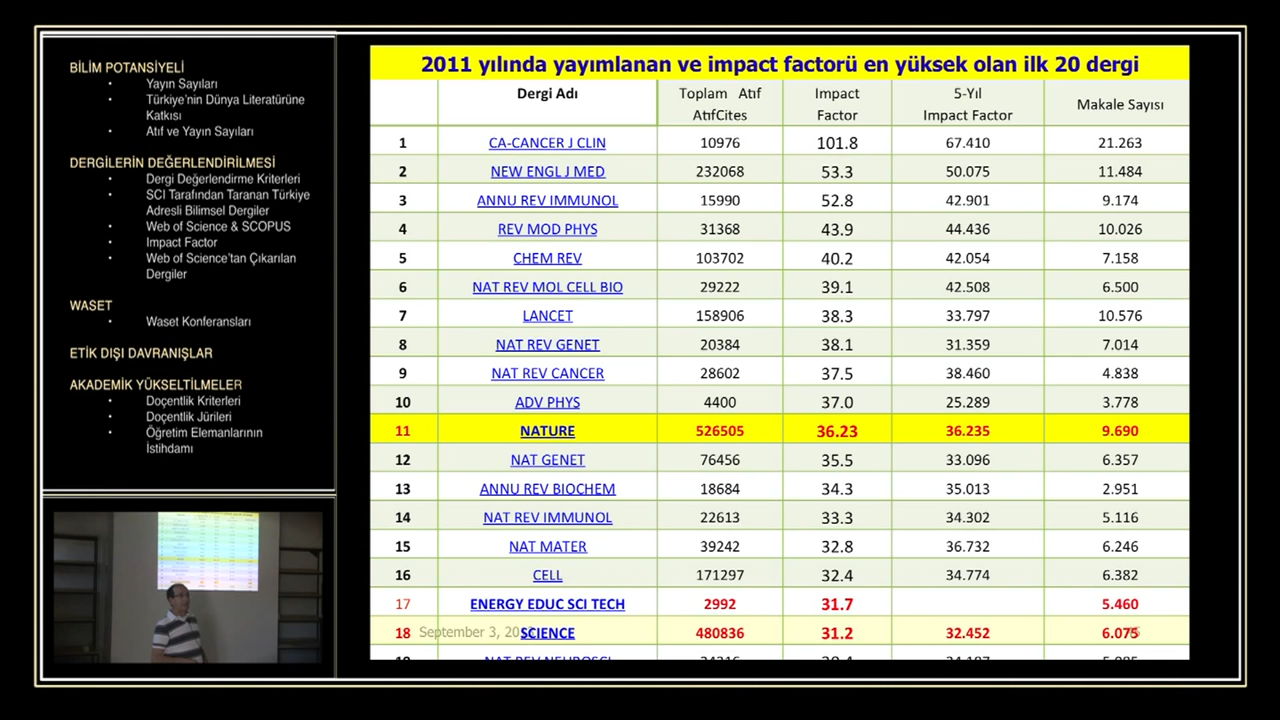 BİLİM POTANSİYELİ
• Yayın Sayıları
• Türkiye'nin Dünya Literatürüne
Katkısı
• Atıf ve Yayın Sayıları
DERGİLERİN DEĞERLENDİRİLMESİ
• Dergi Değerlendirme Kriterleri
• SCI Tarafından Taranan Türkiye
Adresli Bilimsel Dergiler
• Web of Science & SCOPUS
• Impact Factor
• Web of Science'tan Çıkarılan
Dergiler
WASET
• Waset Konferansları
ETİK DIŞI DAVRANIŞLAR
AKADEMİK YÜKSELTİLMELER
• Doçentlik Kriterleri
• Doçentlik Jürileri
• Öğretim Elemanlarının
İstihdamı
2011 yılında yayımlanan ve impact factorü en yüksek olan ilk 20 dergi
Dergi Adı Toplam Atıf AtıfCites Impact Factor 5-Yıl Impact Factor Makale Sayısı
1 CA-CANCER J CLIN 10976 101.8 67.410 21.263
2 NEW ENGL J MED 232068 53.3 50.075 11.484
3 ANNU REV IMMUNOL 15990 52.8 42.901 9.174
4 REV MOD PHYS 31368 43.9 44.436 10.026
5 CHEM REV 103702 40.2 42.054 7.158
6 NAT REV MOL CELL BIO 29222 39.1 42.508 6.500
7 LANCET 158906 38.3 33.797 10.576
8 NAT REV GENET 20384 38.1 31.359 7.014
9 NAT REV CANCER 28602 37.5 38.460 4.838
10 ADV PHYS 4400 37.0 25.289 3.778
11 NATURE 526505 36.23 36.235 9.690
12 NAT GENET 76456 35.5 33.096 6.357
13 ANNU REV BIOCHEM 18684 34.3 35.013 2.951
14 NAT REV IMMUNOL 22613 33.3 34.302 5.116
15 NAT MATER 39242 32.8 36.732 6.246
16 CELL 171297 32.4 34.774 6.382
17 ENERGY EDUC SCI TECH 2992 31.7 5.460
18 SCIENCE 480836 31.2 32.452 6.075
September 3,